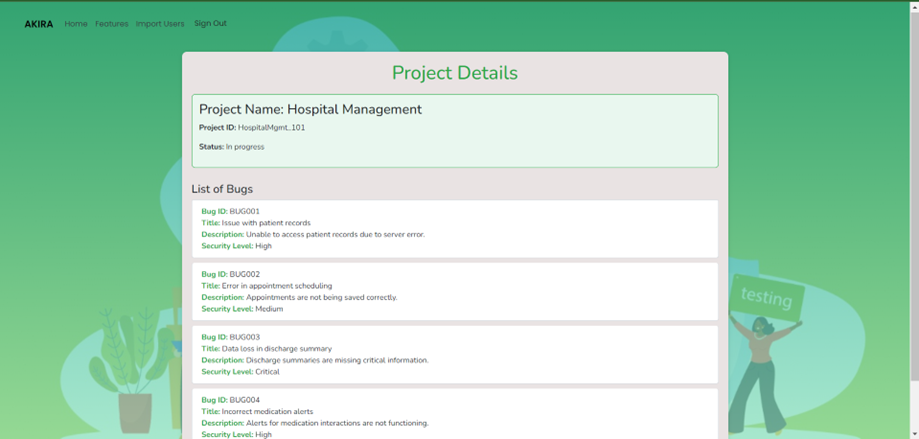 AKIRA Home Features Import Users Sign Out
Project Details
Project Name: Hospital Management
Project ID: HospitalMgmt_101
Status: In progress
List of Bugs
Bug ID: BUG001
Title: Issue with patient records
Description: Unable to access patient records due to server error.
Security Level: High
Bug ID: BUG002
Title: Error in appointment scheduling
Description: Appointments are not being saved correctly.
Security Level: Medium
testing
Bug ID: BUG003
Title: Data loss in discharge summary
Description: Discharge summaries are missing critical information.
Security Level: Critical
Bug ID: BUG004
Title: Incorrect medication alerts
Description: Alerts for medication interactions are not functioning.
Security Level: High